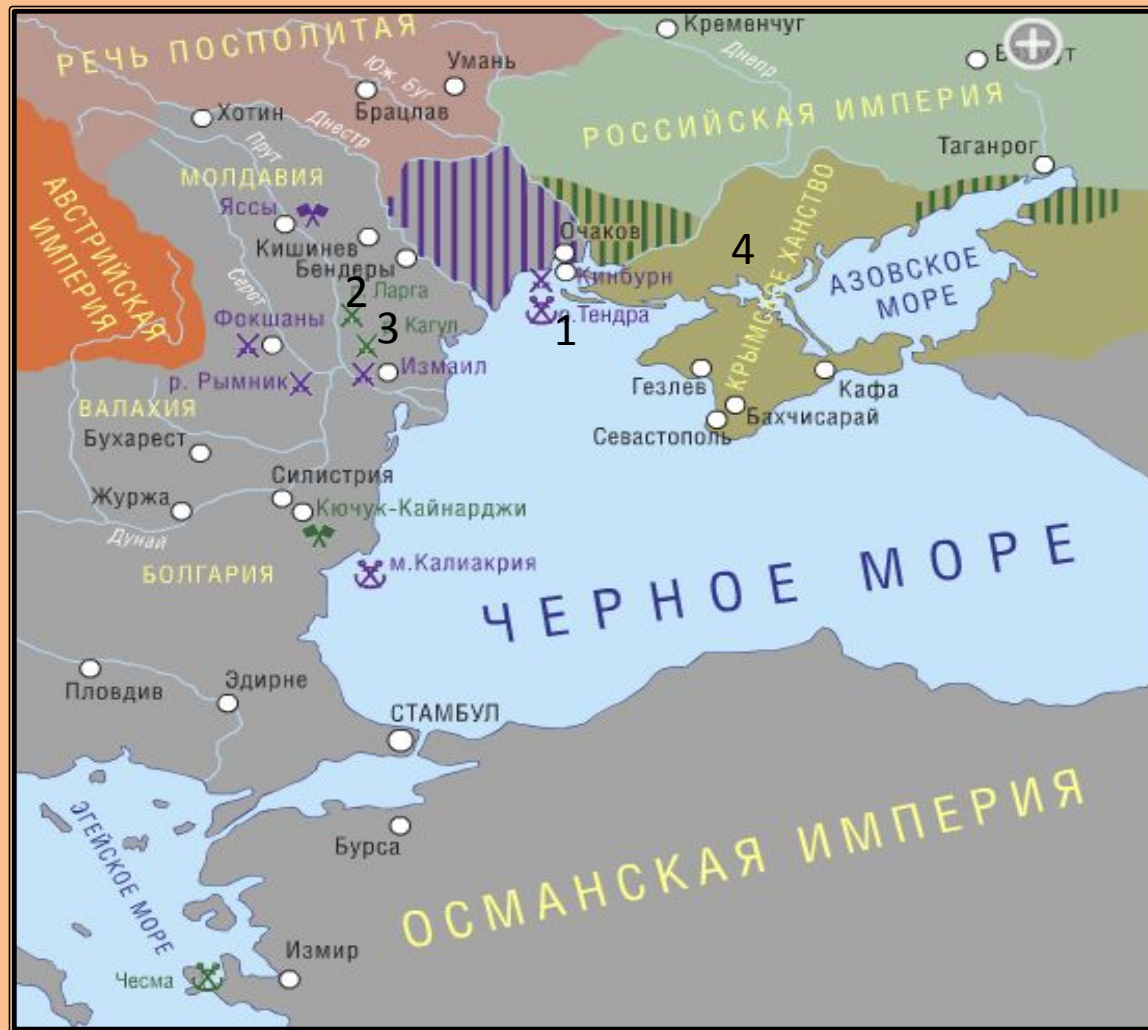 РЕЧЬ ПОСПОЛИТАЯ
Кременчуг
Днепр
Умань
Юж. Буг
Брацлав
Хотин
Днестр
Прут
РОССИЙСКАЯ ИМПЕРИЯ
Таганрог
МОЛДАВИЯ
АВСТРИЙСКАЯ
ИМПЕРИЯ
Яссы
Кишинев
Бендеры
Очаков
Кинбурн
4
КРЫМСКОЕ ХАНСТВО
АЗОВСКОЕ
МОРЕ
Серет
2 Ларга
3 Кагул
о.Тендра
1
Фокшаны
Измаил
р. Рымник
Гезлев
Кафа
Бахчисарай
Севастополь
ВАЛАХИЯ
Бухарест
Силистрия
Журжа
Кючук-Кайнарджи
Дунай
БОЛГАРИЯ
м.Калиакрия
ЧЕРНОЕ МОРЕ
Пловдив
Эдирне
СТАМБУЛ
Бурса
ЭГЕЙСКОЕ МОРЕ
ОСМАНСКАЯ ИМПЕРИЯ
Измир
Чесма